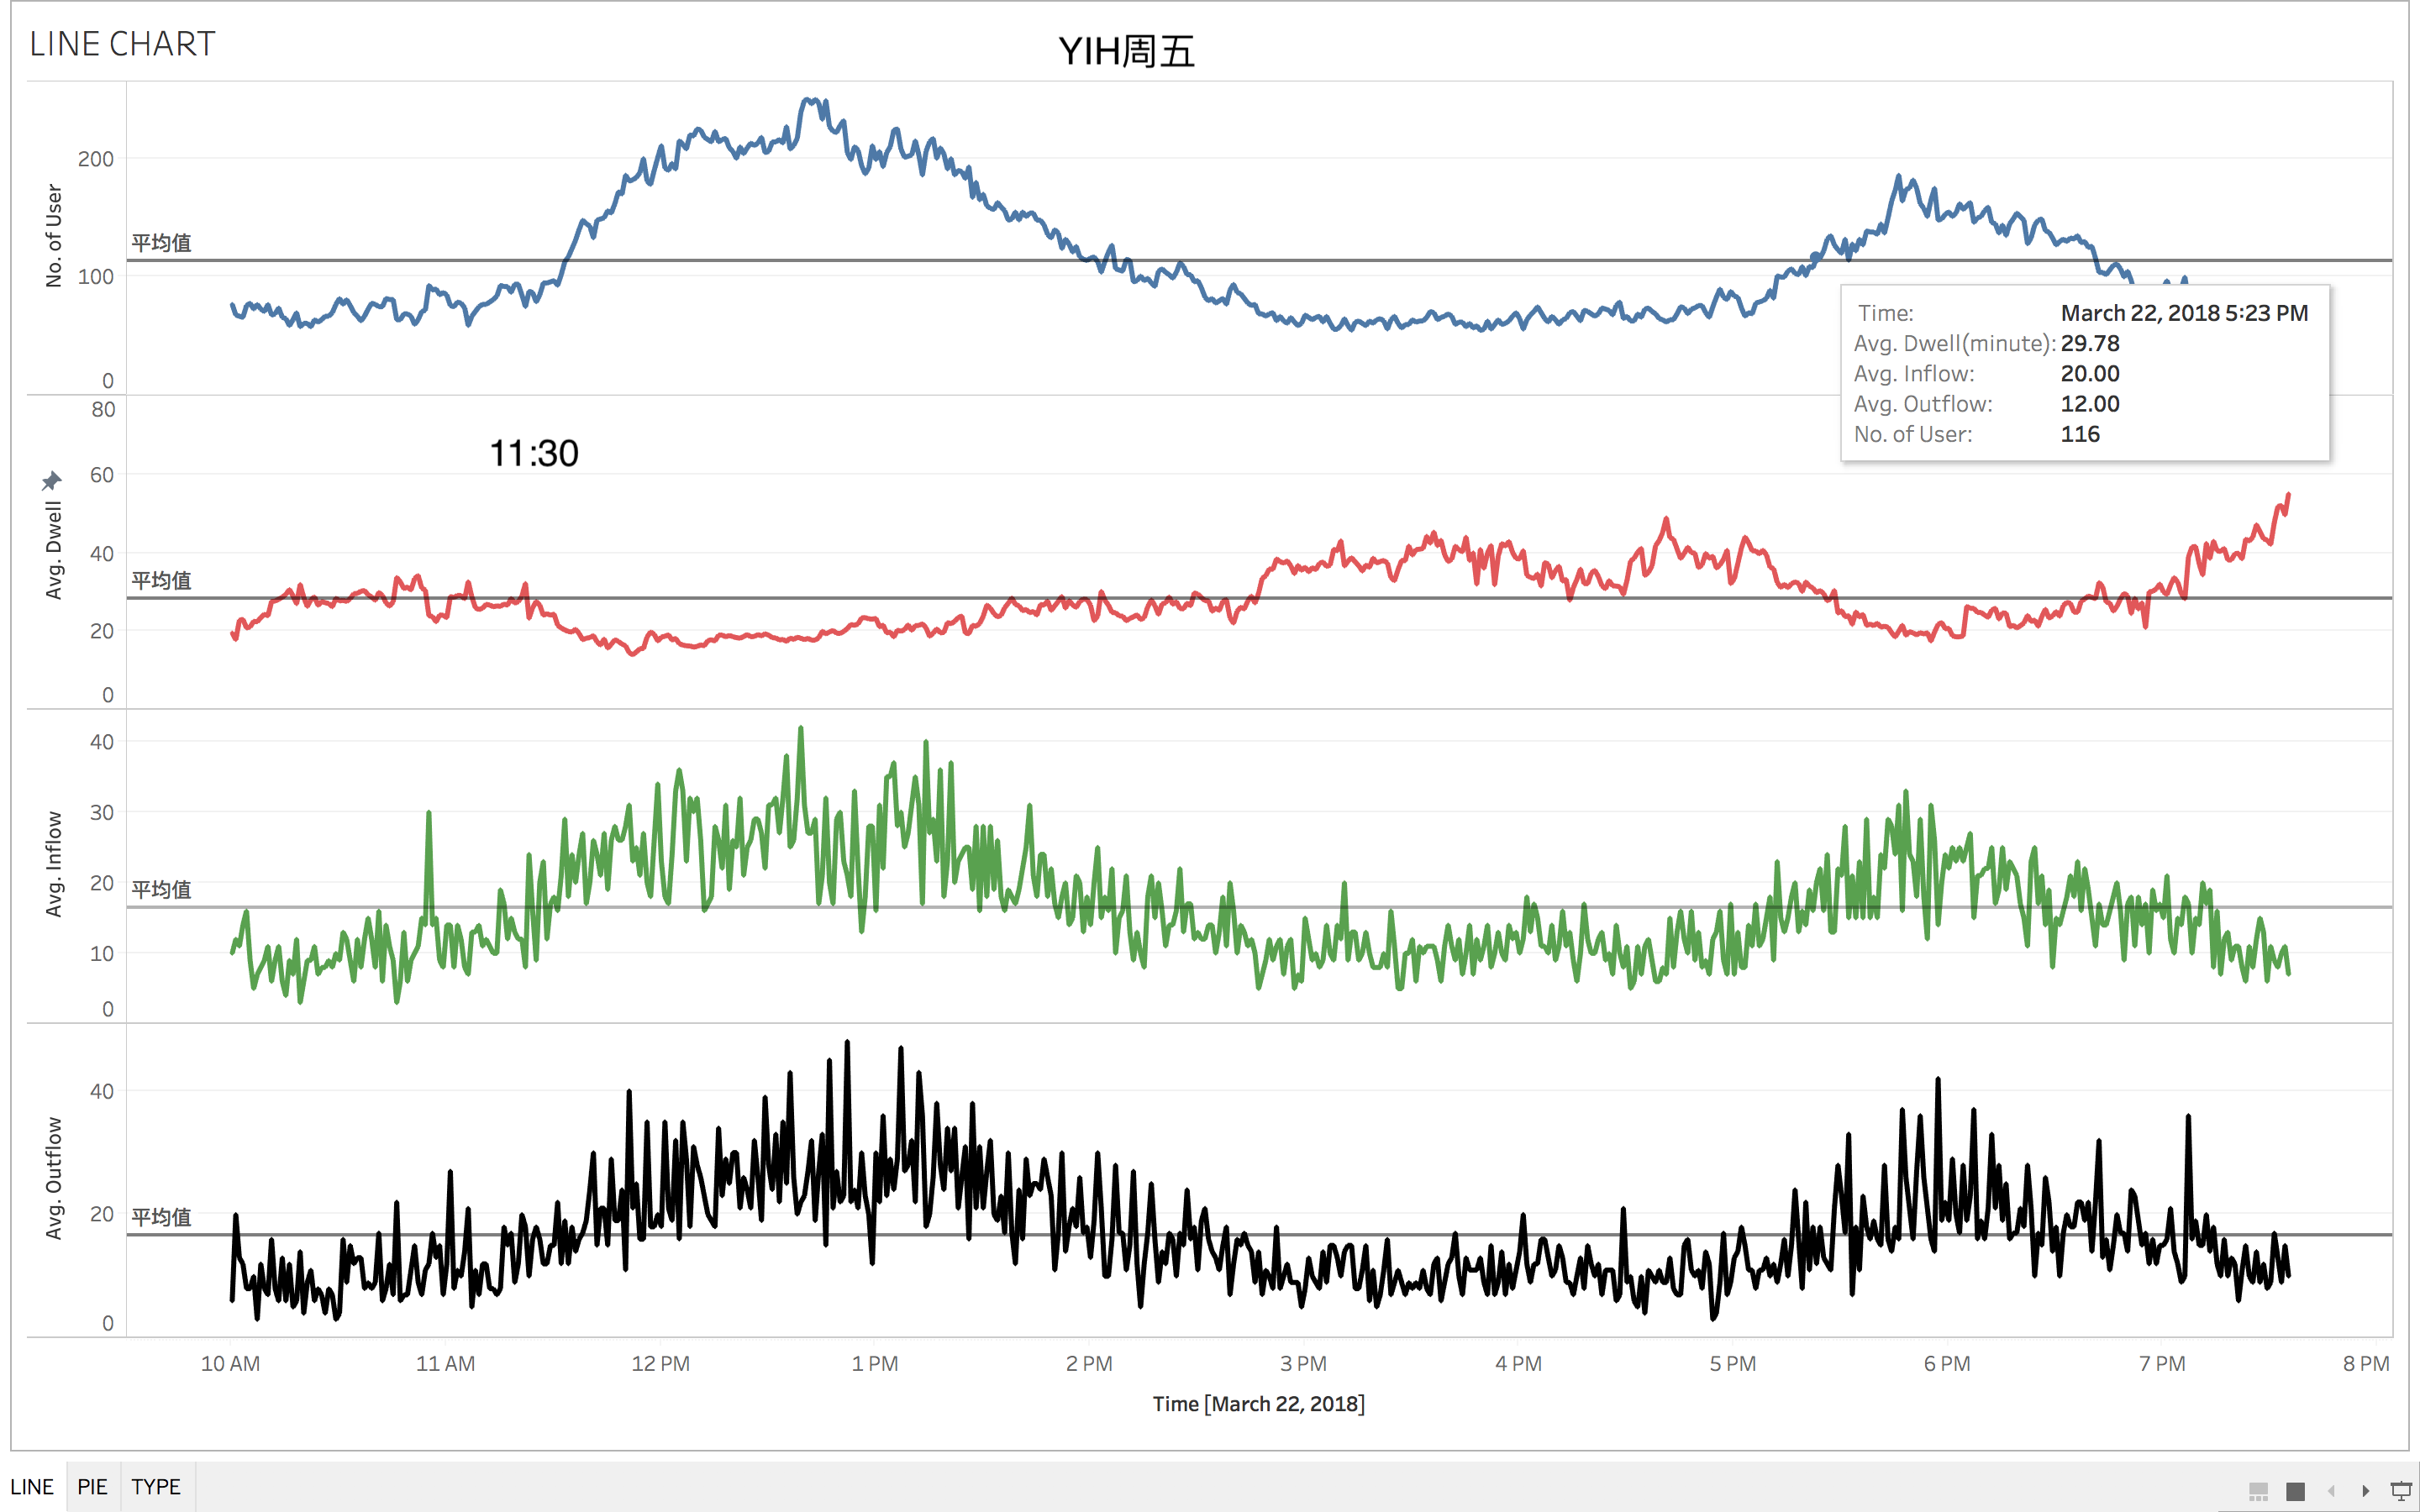 LINE CHART
YIH周五
No. of User
200
100
0
平均值
Time: March 22, 2018 5:23 PM
Avg. Dwell(minute): 29.78
Avg. Inflow: 20.00
Avg. Outflow: 12.00
No. of User: 116
Avg. Dwell
80
60
40
20
0
平均值
11:30
Avg. Inflow
40
30
20
10
0
平均值
Avg. Outflow
40
20
0
平均值
10 AM 11 AM 12 PM 1 PM 2 PM 3 PM 4 PM 5 PM 6 PM 7 PM 8 PM
Time [March 22, 2018]
LINE PIE TYPE